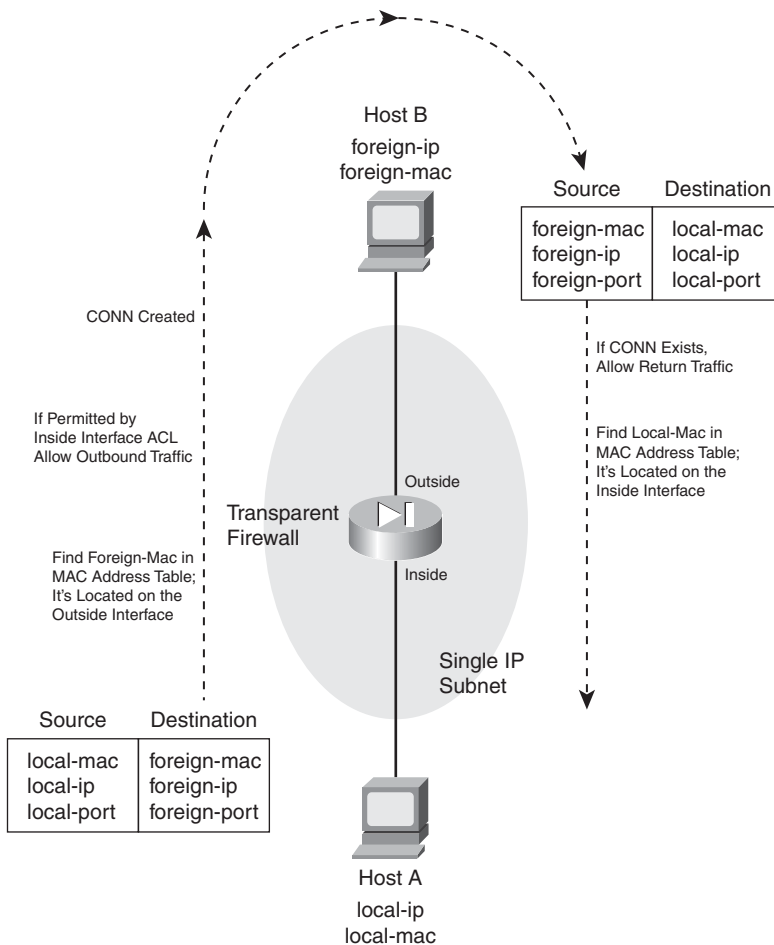 Host B
foreign-ip
foreign-mac
Source Destination
foreign-mac local-mac
foreign-ip local-ip
foreign-port local-port
CONN Created
If CONN Exists,
Allow Return Traffic
If Permitted by
Inside Interface ACL
Allow Outbound Traffic
Find Local-Mac in
MAC Address Table;
It's Located on the
Inside Interface
Outside
Transparent
Firewall
Inside
Find Foreign-Mac in
MAC Address Table;
It's Located on the
Outside Interface
Single IP
Subnet
Source Destination
local-mac foreign-mac
local-ip foreign-ip
local-port foreign-port
Host A
local-ip
local-mac